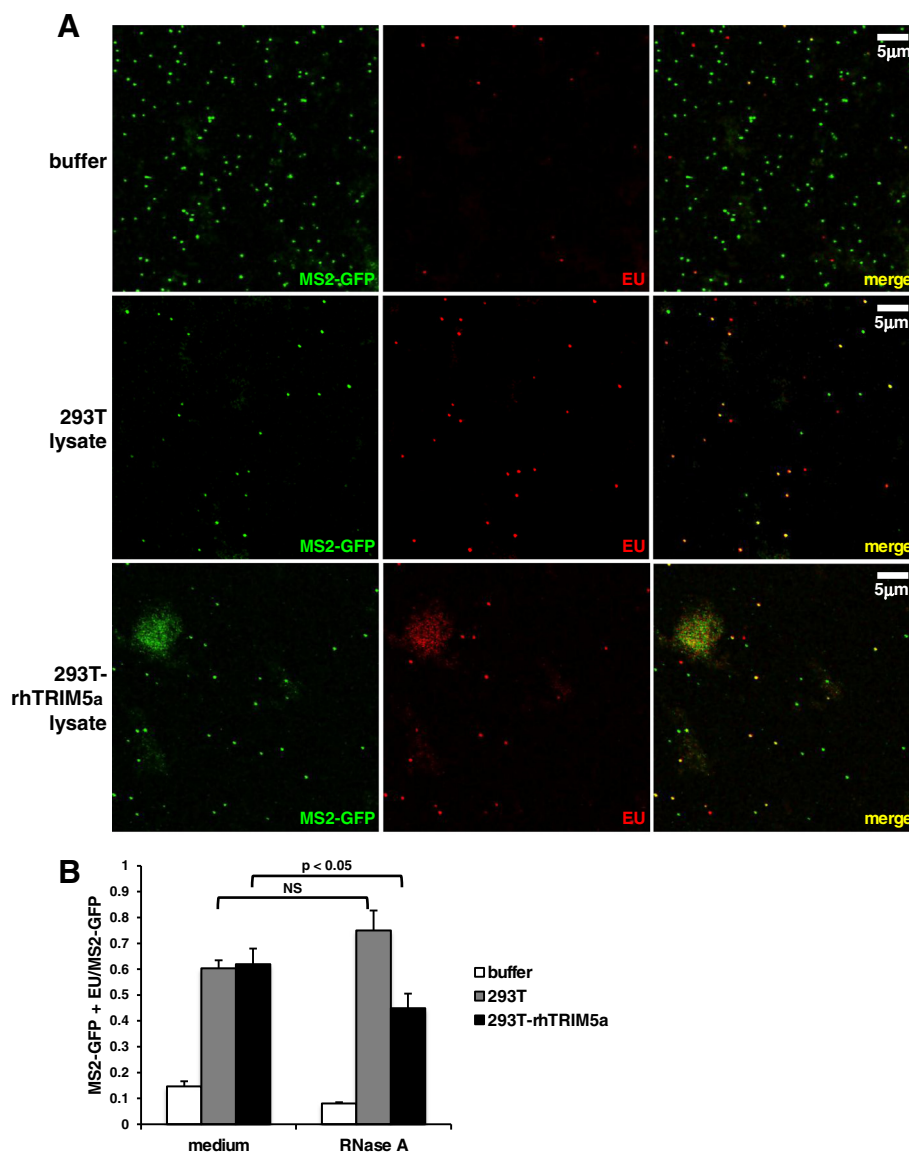 A
5µm
buffer
MS2-GFP
EU
merge
5µm
293T
lysate
MS2-GFP
EU
merge
5µm
293T-
rhTRIM5a
lysate
MS2-GFP
EU
merge
B
MS2-GFP + EU/MS2-GFP
1
0.9
0.8
0.7
0.6
0.5
0.4
0.3
0.2
0.1
0
p < 0.05
NS
buffer
293T
293T-rhTRIM5a
medium
RNase A